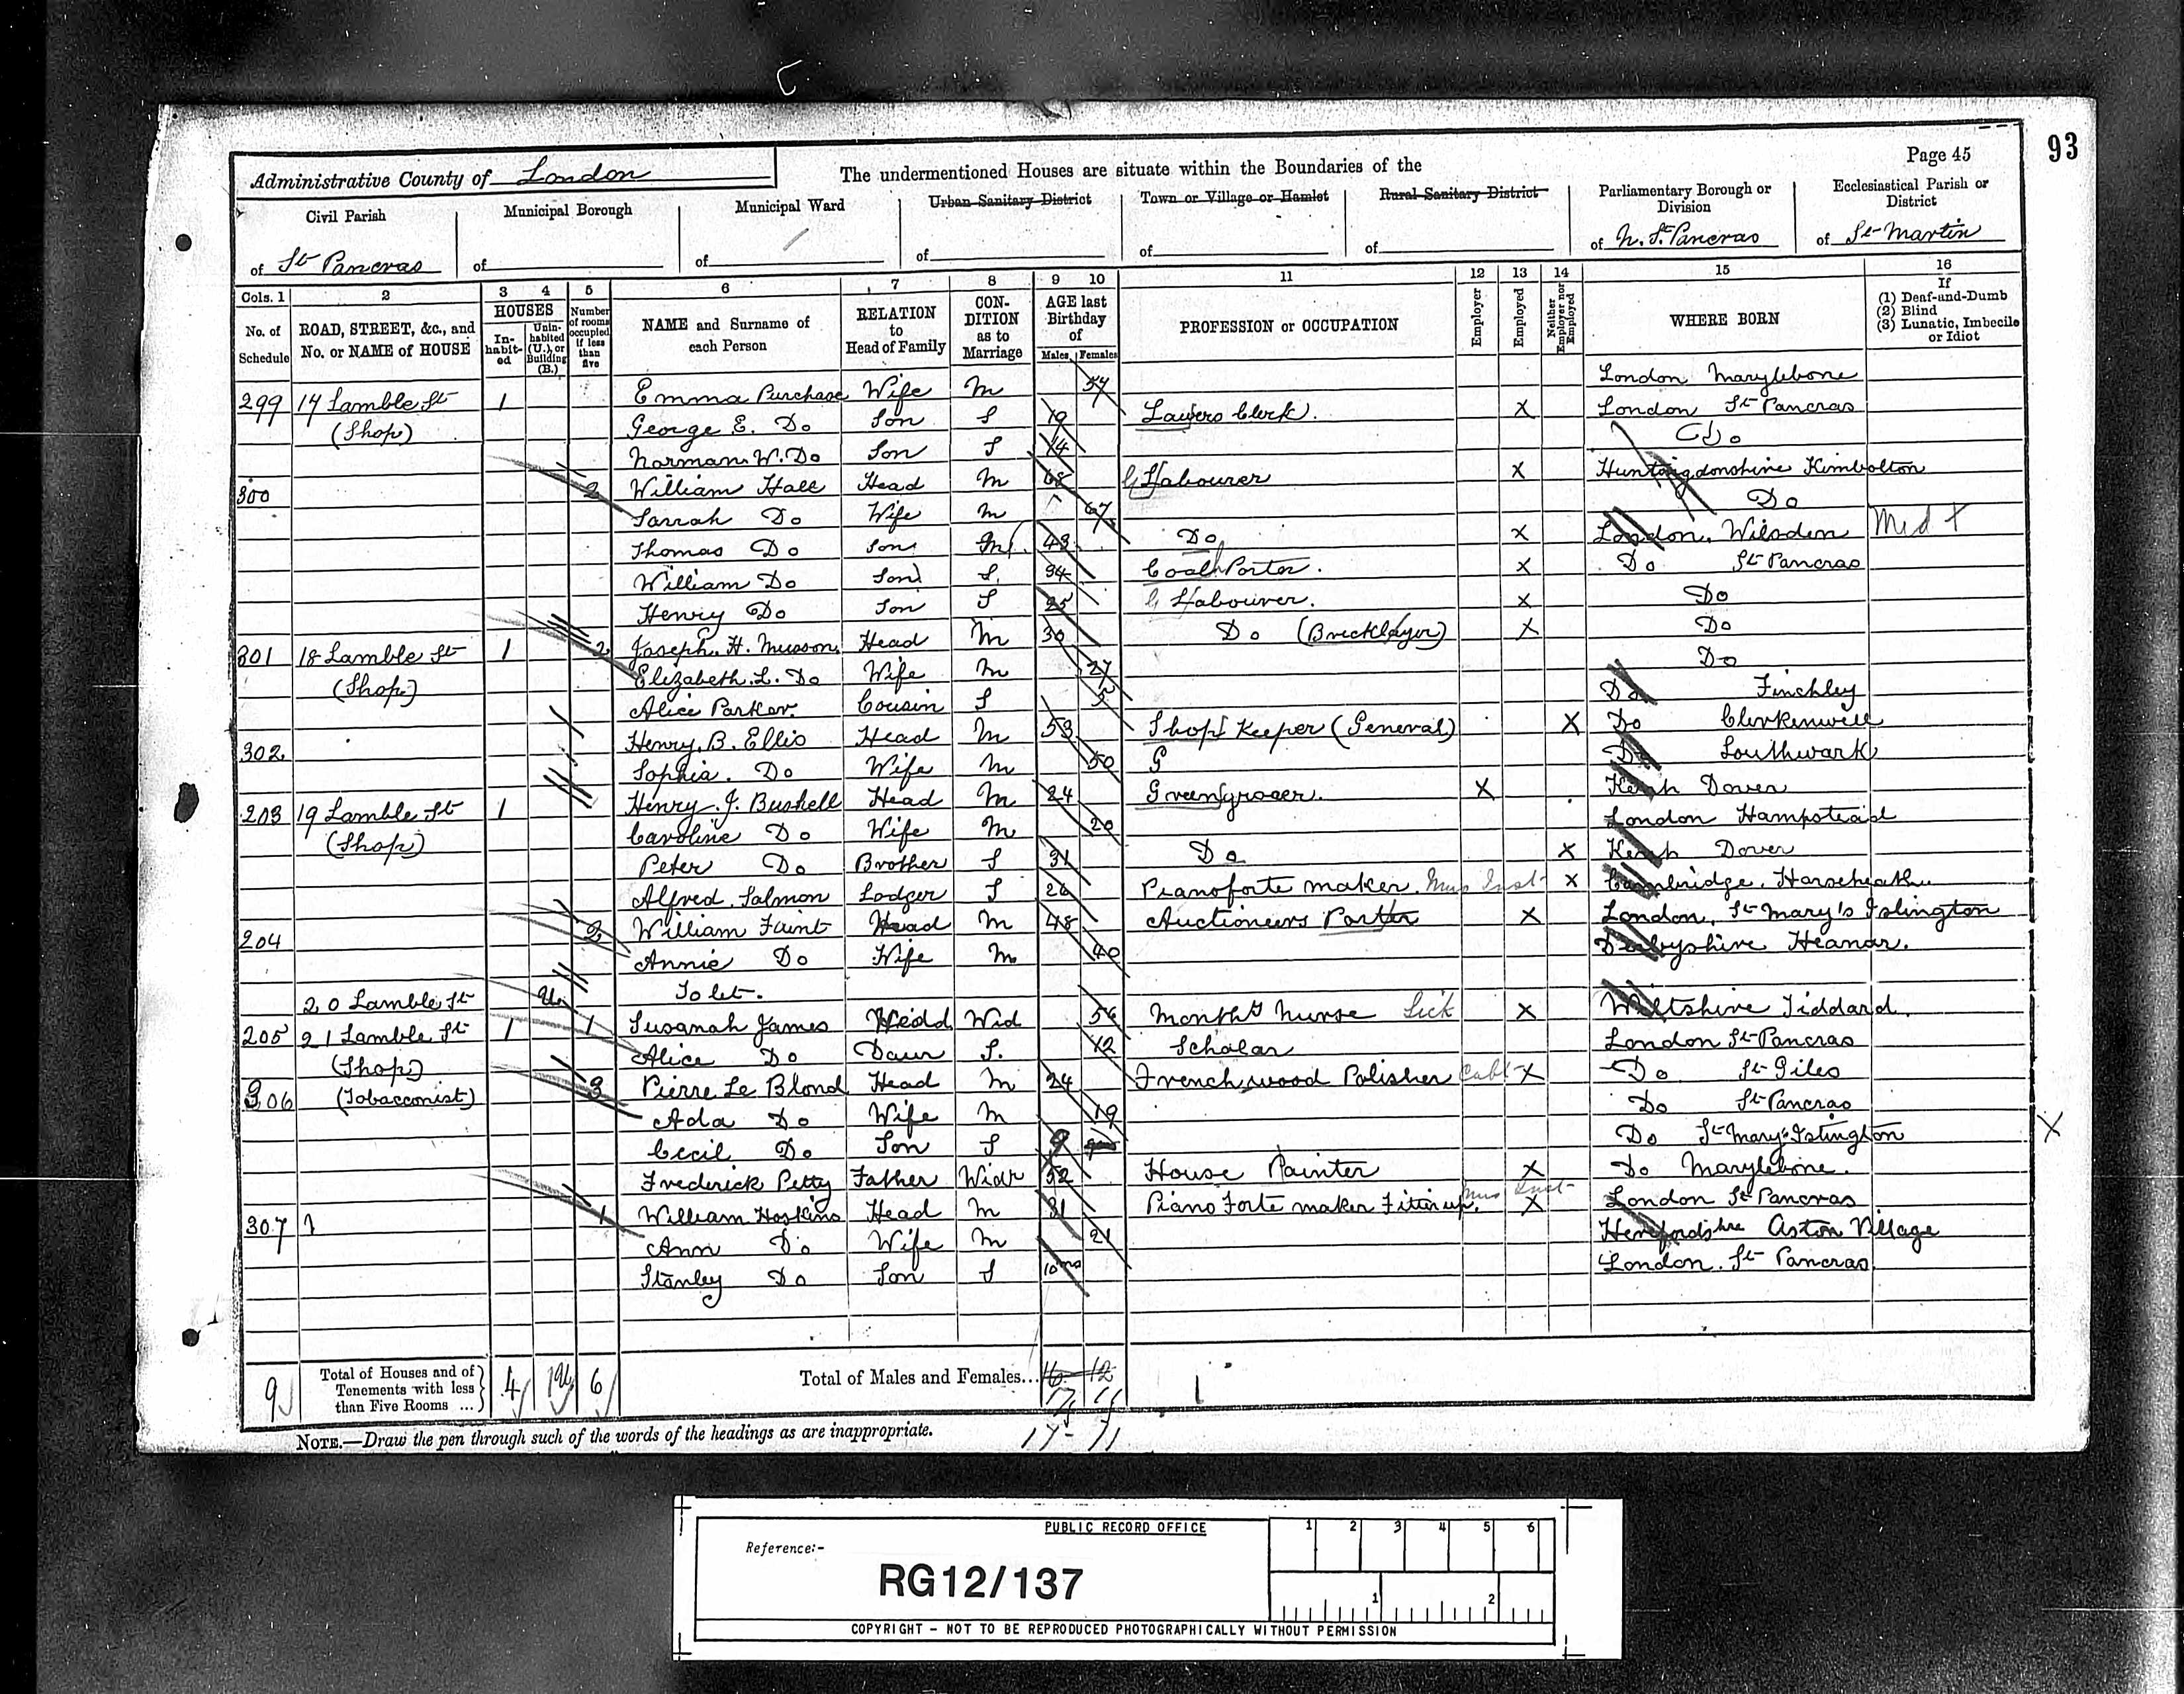 93
Page 45
Administrative County of London
The undermentioned Houses are situate within the Boundaries of the
Civil Parish
of St Pancras
Municipal Borough
of
Municipal Ward
of
Urban Sanitary District
of
Town or Village or Hamlet
of
Rural Sanitary District
of
Parliamentary Borough or Division
of N. St Pancras
Ecclesiastical Parish or District
of St Martin
Cols. 1 2 3 4 5 6 7 8 9 10 11 12 13 14 15 16
No. of Schedule
ROAD, STREET, &c., and No. or NAME of HOUSE
HOUSES
In-habit-ed
Unin-habited (U.), or Building (B.)
Number of rooms occupied if less than five
NAME and Surname of each Person
RELATION to Head of Family
CON-DITION as to Marriage
AGE last Birthday of
Males Females
PROFESSION or OCCUPATION
Employer
Employed
Neither Employer nor Employed
WHERE BORN
If
(1) Deaf-and-Dumb
(2) Blind
(3) Lunatic, Imbecile or Idiot
299 17 Lamble St 1 Emma Purchase Wife M 57 London Marylebone
(Shop) George E. Do Son S 19 Lawyers Clerk. X London St Pancras
Norman W. Do Son S 14 Do
300 2 William Hall Head M 68 G Labourer X Huntingdonshire Kimbolton
Sarrah Do Wife M 67 Do
Thomas Do Son M 43 Do X London. Wilsden
William Do Son S. 34 Coal Porter. X Do St Pancras
Henry Do Son S 25 G Labourer. X Do
301 18 Lamble St 1 2 Joseph. H. Musson. Head M 30 Do (Bricklayer) X Do
(Shop) Elizabeth. L. Do Wife M 27 Do
Alice Parker. Cousin S 5 Do Finchley
302 Henry. B. Ellis Head M 53 Shop Keeper (General) X Do Clerkenwell
Sophia. Do Wife M 50 G Do Southwark
203 19 Lamble St 1 Henry. J. Bushell Head M 24 Greengrocer. X Kent Dover
(Shop) Caroline Do Wife M 20 London Hampstead
Peter Do Brother S 31 Do X Kent Dover
Alfred. Salmon Lodger S 26 Pianoforte maker. Mus Inst X Cambridge. Horseheath
204 2 William Faint Head M 48 Auctioneers Porter X London. St Mary's Islington
Annie Do Wife M 40 Derbyshire Heanor.
20 Lamble St U To let.
205 21 Lamble St 1 1 Susanah James Head Wid 56 Monthly Nurse Sick X Wiltshire Liddard.
(Shop) Alice Do Daur S. 12 Scholar London St Pancras
306 (Tobacconist) 3 Pierre Le Blond Head M 24 French wood Polisher Cabt X Do St Giles
Ada Do Wife M 19 Do St Pancras
Cecil Do Son S 9 Do St Mary's Islington X
Frederick Petty Father Widr 52 House Painter X Do Marylebone.
307 1 William Hoskins Head M 31 Piano Forte maker Fitter up. Mus Inst X London St Pancras
Ann Do Wife M 21 Herefordshire Aston Village
Stanley Do Son S 10 mo London. St Pancras
9 Total of Houses and of Tenements with less than Five Rooms ... 4 1U 6 Total of Males and Females... 16 12
17 11
17 - 11
NOTE.—Draw the pen through such of the words of the headings as are inappropriate.
PUBLIC RECORD OFFICE
Reference:-
RG12/137
1 2 3 4 5 6
1 2
COPYRIGHT - NOT TO BE REPRODUCED PHOTOGRAPHICALLY WITHOUT PERMISSION